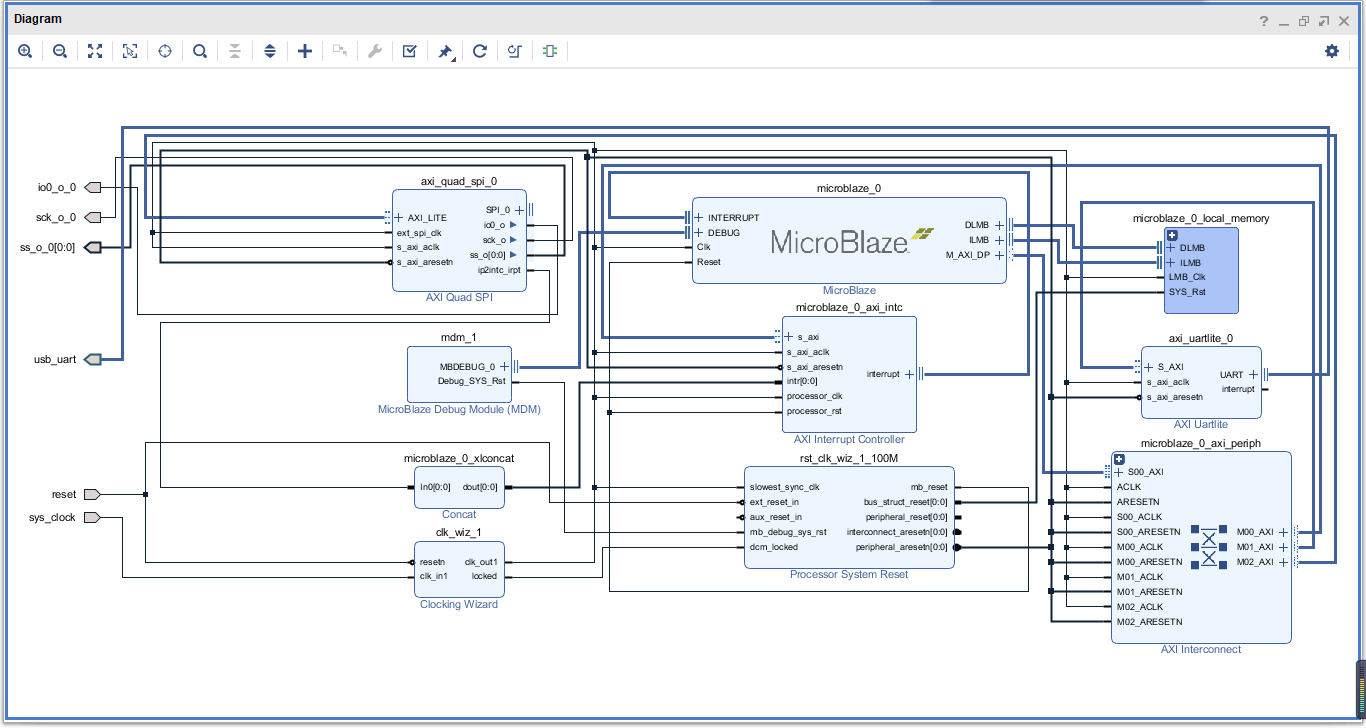 Diagram
?
io0_o_0
sck_o_0
ss_o_0[0:0]
usb_uart
reset
sys_clock
axi_quad_spi_0
AXI_LITE
ext_spi_clk
s_axi_aclk
s_axi_aresetn
SPI_0
io0_o
sck_o
ss_o[0:0]
ip2intc_irpt
AXI Quad SPI
mdm_1
MBDEBUG_0
Debug_SYS_Rst
MicroBlaze Debug Module (MDM)
microblaze_0_xlconcat
In0[0:0]
dout[0:0]
Concat
clk_wiz_1
resetn
clk_in1
clk_out1
locked
Clocking Wizard
microblaze_0
INTERRUPT
DEBUG
Clk
Reset
MicroBlaze
DLMB
ILMB
M_AXI_DP
MicroBlaze
microblaze_0_axi_intc
s_axi
s_axi_aclk
s_axi_aresetn
intr[0:0]
processor_clk
processor_rst
interrupt
AXI Interrupt Controller
rst_clk_wiz_1_100M
slowest_sync_clk
ext_reset_in
aux_reset_in
mb_debug_sys_rst
dcm_locked
mb_reset
bus_struct_reset[0:0]
peripheral_reset[0:0]
interconnect_aresetn[0:0]
peripheral_aresetn[0:0]
Processor System Reset
microblaze_0_local_memory
DLMB
ILMB
LMB_Clk
SYS_Rst
axi_uartlite_0
S_AXI
s_axi_aclk
s_axi_aresetn
UART
interrupt
AXI Uartlite
microblaze_0_axi_periph
S00_AXI
ACLK
ARESETN
S00_ACLK
S00_ARESETN
M00_ACLK
M00_ARESETN
M01_ACLK
M01_ARESETN
M02_ACLK
M02_ARESETN
M00_AXI
M01_AXI
M02_AXI
AXI Interconnect